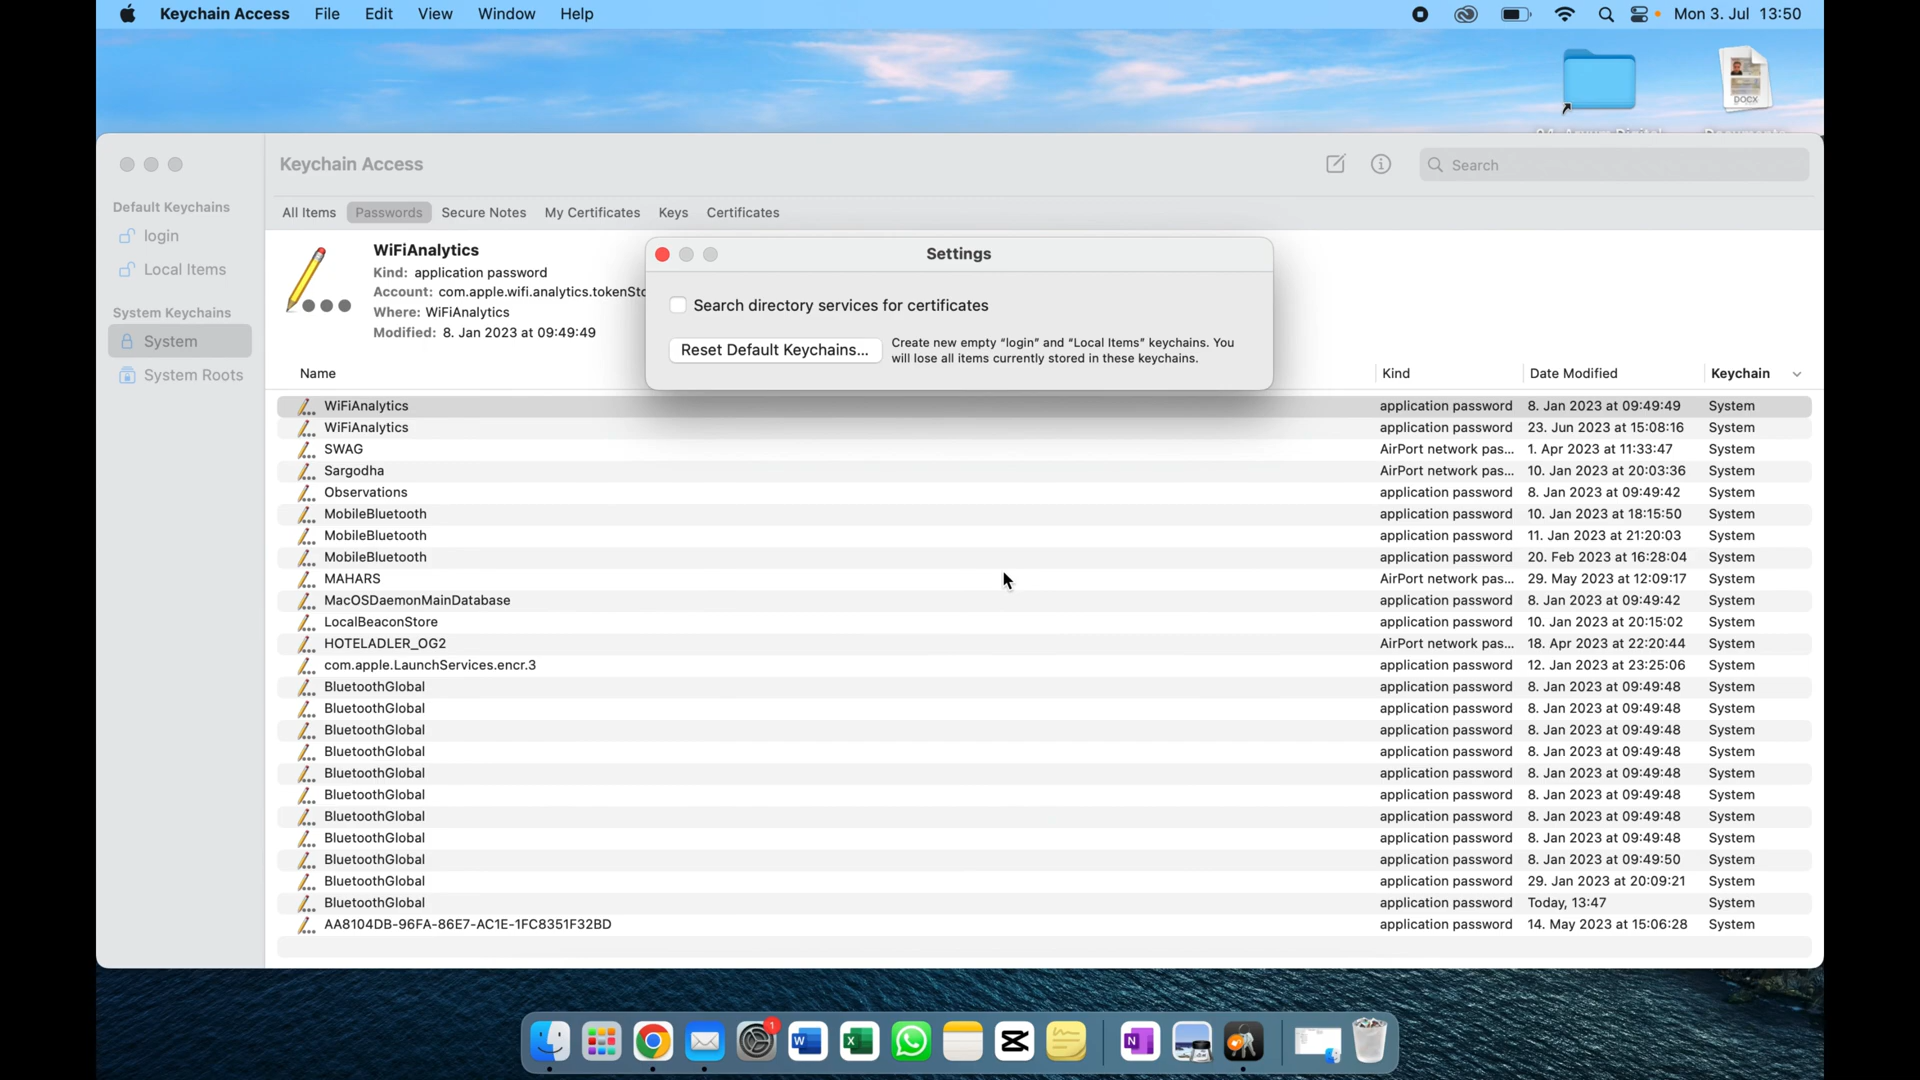 Keychain Access File Edit View Window Help
Mon 3. Jul 13:50
DOCX
Keychain Access
Search
Default Keychains
login
Local Items
System Keychains
System
System Roots
All Items Passwords Secure Notes My Certificates Keys Certificates
WiFiAnalytics
Kind: application password
Account: com.apple.wifi.analytics.tokenSto
Where: WiFiAnalytics
Modified: 8. Jan 2023 at 09:49:49
Settings
Search directory services for certificates
Reset Default Keychains...
Create new empty "login" and "Local Items" keychains. You
will lose all items currently stored in these keychains.
Name Kind Date Modified Keychain
WiFiAnalytics application password 8. Jan 2023 at 09:49:49 System
WiFiAnalytics application password 23. Jun 2023 at 15:08:16 System
SWAG AirPort network pas... 1. Apr 2023 at 11:33:47 System
Sargodha AirPort network pas... 10. Jan 2023 at 20:03:36 System
Observations application password 8. Jan 2023 at 09:49:42 System
MobileBluetooth application password 10. Jan 2023 at 18:15:50 System
MobileBluetooth application password 11. Jan 2023 at 21:20:03 System
MobileBluetooth application password 20. Feb 2023 at 16:28:04 System
MAHARS AirPort network pas... 29. May 2023 at 12:09:17 System
MacOSDaemonMainDatabase application password 8. Jan 2023 at 09:49:42 System
LocalBeaconStore application password 10. Jan 2023 at 20:15:02 System
HOTELADLER_OG2 AirPort network pas... 18. Apr 2023 at 22:20:44 System
com.apple.LaunchServices.encr.3 application password 12. Jan 2023 at 23:25:06 System
BluetoothGlobal application password 8. Jan 2023 at 09:49:48 System
BluetoothGlobal application password 8. Jan 2023 at 09:49:48 System
BluetoothGlobal application password 8. Jan 2023 at 09:49:48 System
BluetoothGlobal application password 8. Jan 2023 at 09:49:48 System
BluetoothGlobal application password 8. Jan 2023 at 09:49:48 System
BluetoothGlobal application password 8. Jan 2023 at 09:49:48 System
BluetoothGlobal application password 8. Jan 2023 at 09:49:48 System
BluetoothGlobal application password 8. Jan 2023 at 09:49:48 System
BluetoothGlobal application password 8. Jan 2023 at 09:49:50 System
BluetoothGlobal application password 29. Jan 2023 at 20:09:21 System
BluetoothGlobal application password Today, 13:47 System
AA8104DB-96FA-86E7-AC1E-1FC8351F32BD application password 14. May 2023 at 15:06:28 System
1
W
X
N